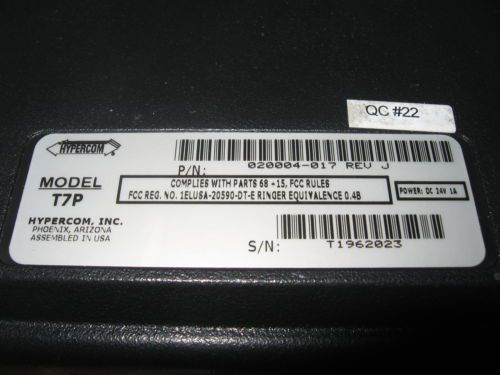 QC #22
HYPERCOM
P/N: 020004-017 REV J
MODEL
T7P
COMPLIES WITH PARTS 68 +15, FCC RULES
FCC REG. NO. 1ELUSA-20590-DT-E RINGER EQUIVALENCE 0.4B
POWER: DC 24V 1A
HYPERCOM, INC.
PHOENIX, ARIZONA
ASSEMBLED IN USA
S/N: T1962023